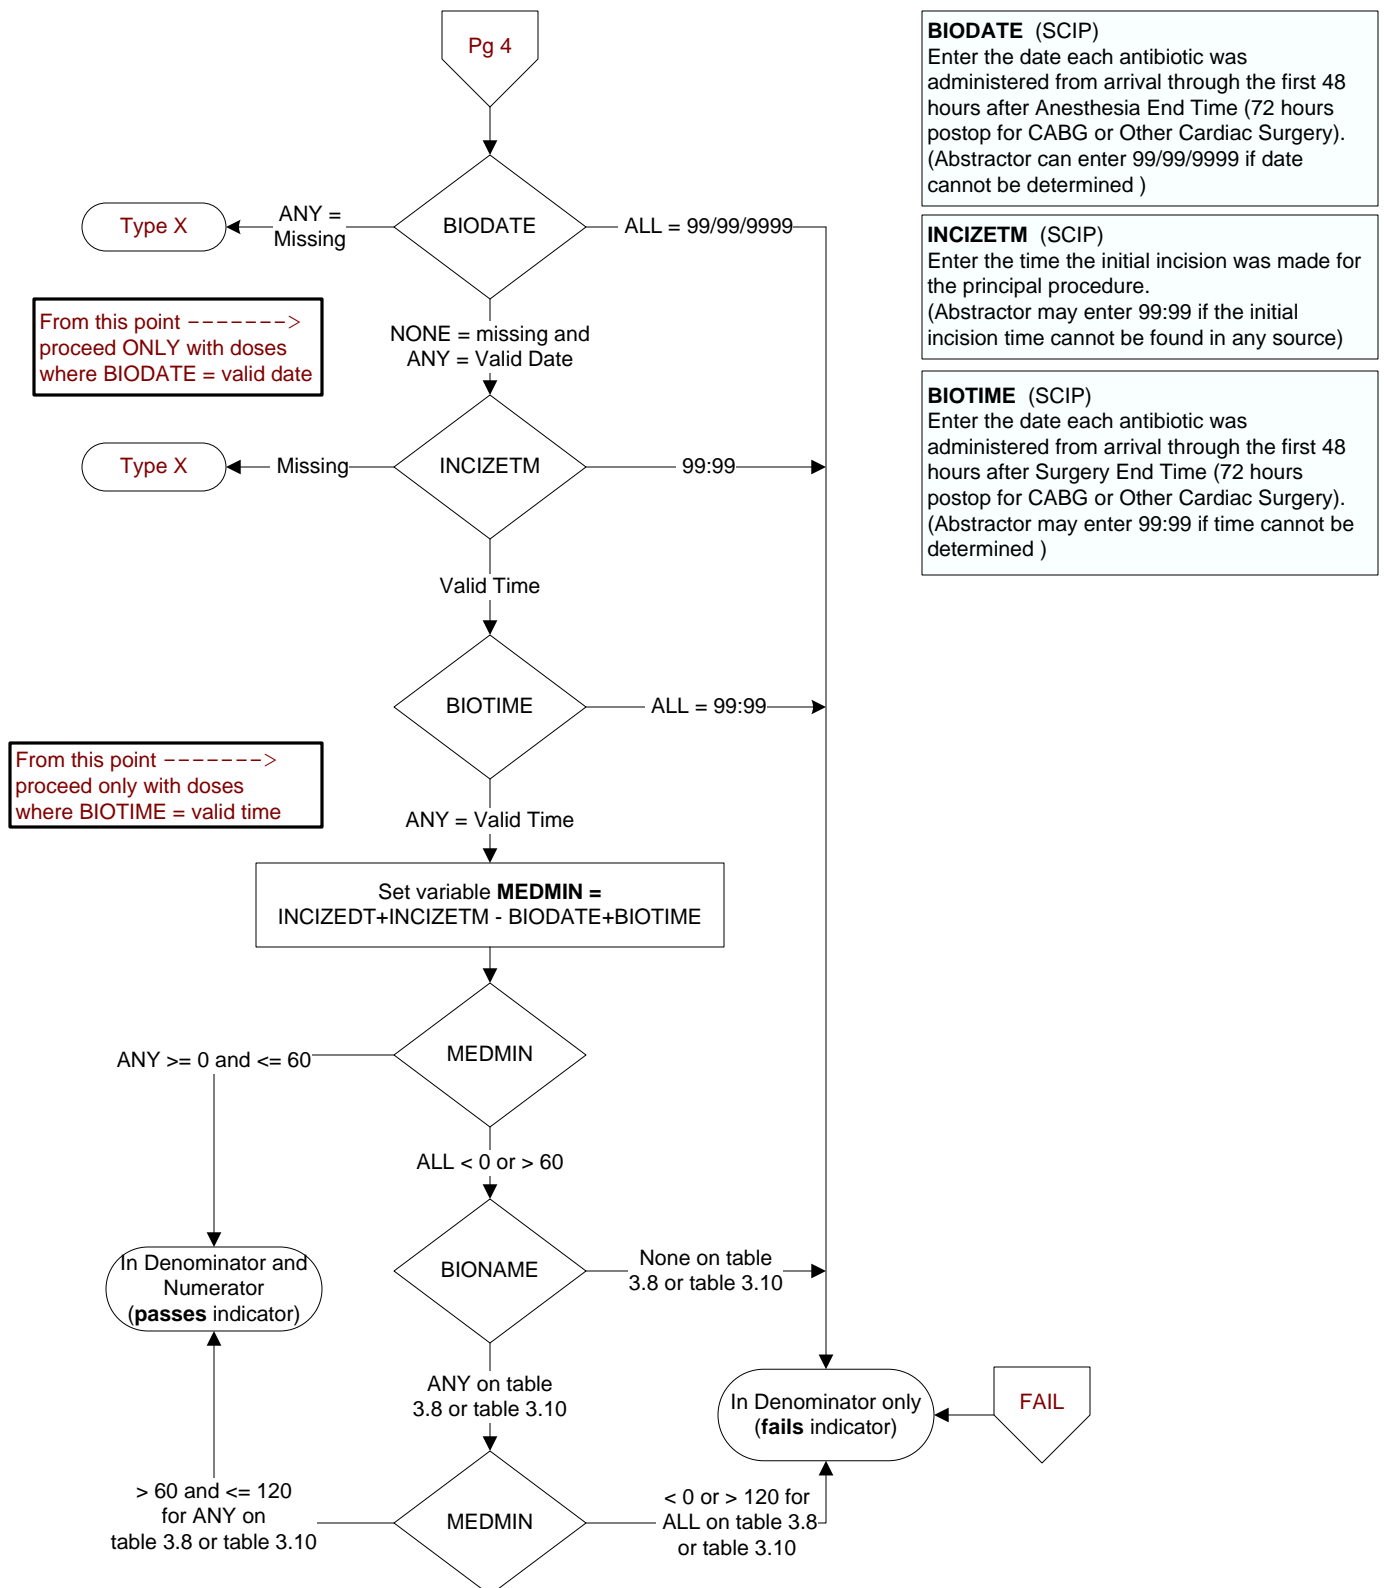 Pg 4
BIODATE (SCIP)
Enter the date each antibiotic was
administered from arrival through the first 48
hours after Anesthesia End Time (72 hours
postop for CABG or Other Cardiac Surgery).
(Abstractor can enter 99/99/9999 if date
cannot be determined )
Type X
ANY =
Missing
BIODATE
ALL = 99/99/9999
INCIZETM (SCIP)
Enter the time the initial incision was made for
the principal procedure.
(Abstractor may enter 99:99 if the initial
incision time cannot be found in any source)
From this point ------->
proceed ONLY with doses
where BIODATE = valid date
NONE = missing and
ANY = Valid Date
BIOTIME (SCIP)
Enter the date each antibiotic was
administered from arrival through the first 48
hours after Surgery End Time (72 hours
postop for CABG or Other Cardiac Surgery).
(Abstractor may enter 99:99 if time cannot be
determined )
Type X
Missing
INCIZETM
99:99
Valid Time
BIOTIME
ALL = 99:99
From this point ------->
proceed only with doses
where BIOTIME = valid time
ANY = Valid Time
Set variable MEDMIN =
INCIZEDT+INCIZETM - BIODATE+BIOTIME
ANY >= 0 and <= 60
MEDMIN
ALL < 0 or > 60
In Denominator and
Numerator
(passes indicator)
BIONAME
None on table
3.8 or table 3.10
ANY on table
3.8 or table 3.10
In Denominator only
(fails indicator)
FAIL
> 60 and <= 120
for ANY on
table 3.8 or table 3.10
MEDMIN
< 0 or > 120 for
ALL on table 3.8
or table 3.10